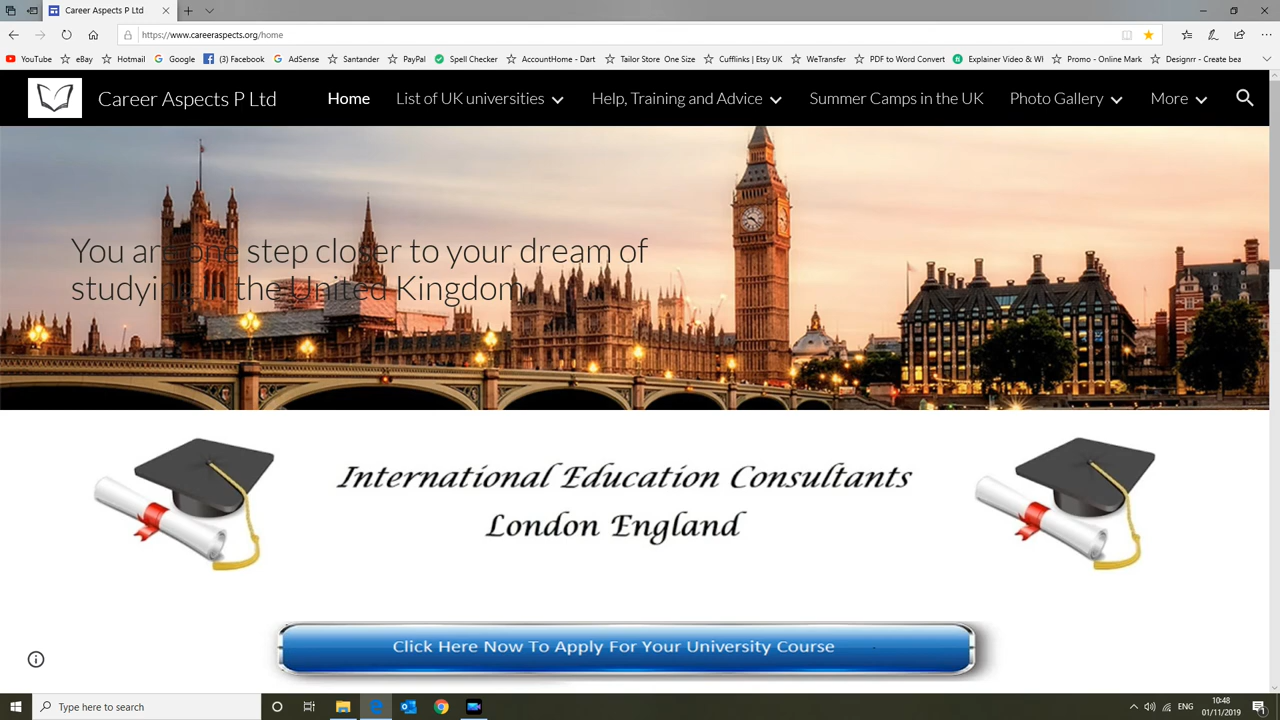 Career Aspects P Ltd
https://www.careeraspects.org/home
YouTube eBay Hotmail Google (3) Facebook AdSense Santander PayPal Spell Checker AccountHome - Dart Tailor Store One Size Cufflinks | Etsy UK WeTransfer PDF to Word Convert Explainer Video & WI Promo - Online Mark Designrr - Create bea
Career Aspects P Ltd Home List of UK universities Help, Training and Advice Summer Camps in the UK Photo Gallery More
You are one step closer to your dream of
studying in the United Kingdom
International Education Consultants
London England
Click Here Now To Apply For Your University Course
Type here to search
ENG
10:48
01/11/2019
1